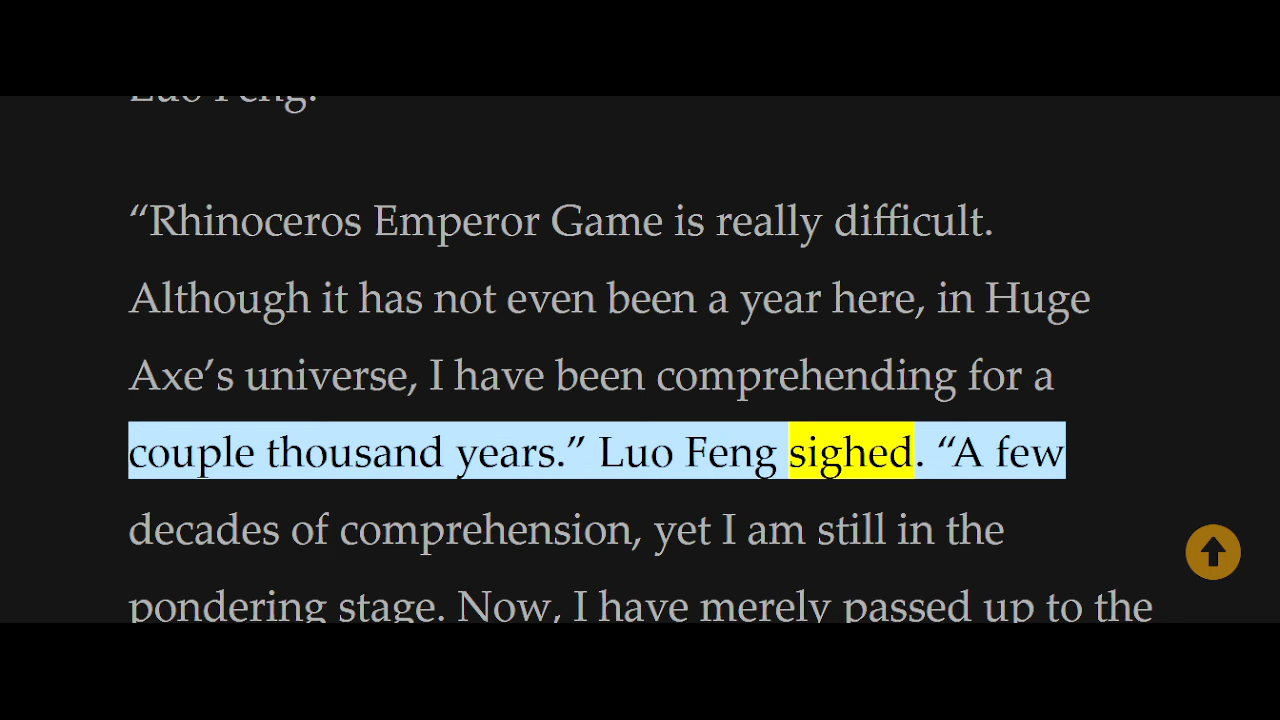 Luo Feng.
“Rhinoceros Emperor Game is really difficult.
Although it has not even been a year here, in Huge
Axe’s universe, I have been comprehending for a
couple thousand years.” Luo Feng sighed. “A few
decades of comprehension, yet I am still in the
pondering stage. Now, I have merely passed up to the